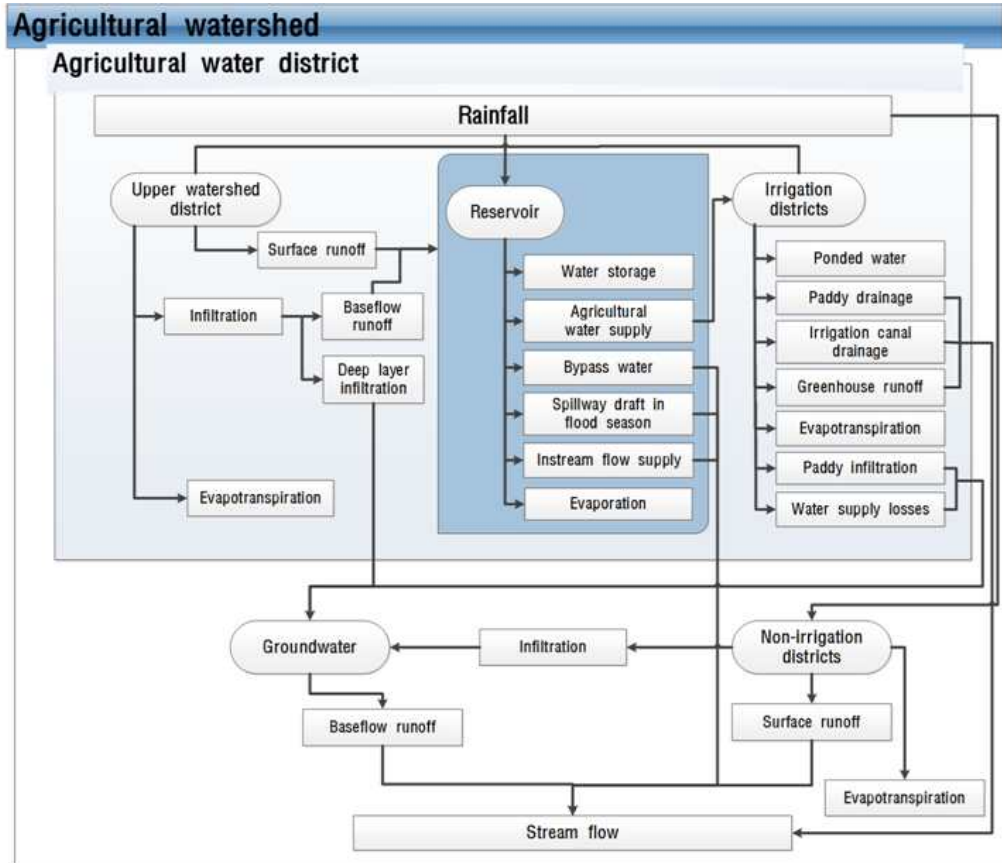 Agricultural watershed
Agricultural water district
Rainfall
Upper watershed
district
Reservoir
Irrigation
districts
Surface runoff
Infiltration
Baseflow
runoff
Deep layer
infiltration
Evapotranspiration
Water storage
Agricultural
water supply
Bypass water
Spillway draft in
flood season
Instream flow supply
Evaporation
Ponded water
Paddy drainage
Irrigation canal
drainage
Greenhouse runoff
Evapotranspiration
Paddy infiltration
Water supply losses
Groundwater
Infiltration
Non-irrigation
districts
Baseflow runoff
Surface runoff
Evapotranspiration
Stream flow